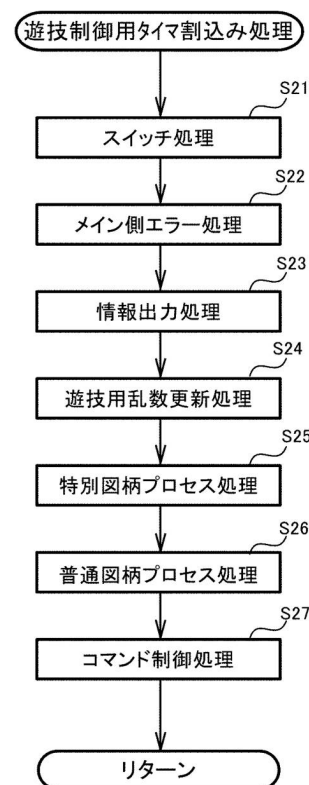 遊技制御用タイマ割込み処理
S21
スイッチ処理
S22
メイン側エラー処理
S23
情報出力処理
S24
遊技用乱数更新処理
S25
特別図柄プロセス処理
S26
普通図柄プロセス処理
S27
コマンド制御処理
リターン